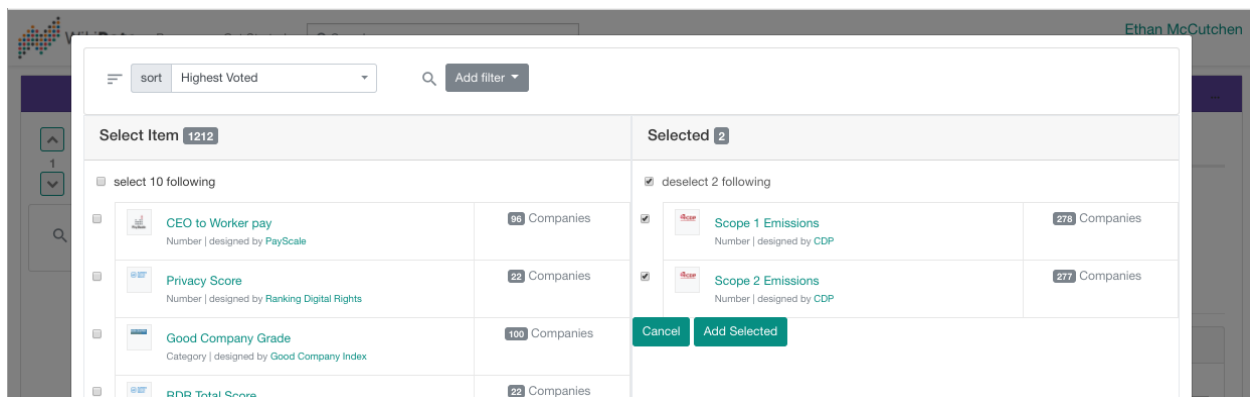 Ethan McCutchen
sort Highest Voted Add filter
...
Select Item 1212
Selected 2
1
select 10 following
deselect 2 following
CEO to Worker pay
96 Companies
Number | designed by PayScale
Scope 1 Emissions
278 Companies
Number | designed by CDP
Privacy Score
22 Companies
Number | designed by Ranking Digital Rights
Scope 2 Emissions
277 Companies
Number | designed by CDP
Good Company Grade
100 Companies
Category | designed by Good Company Index
Cancel Add Selected
RDR Total Score
22 Companies